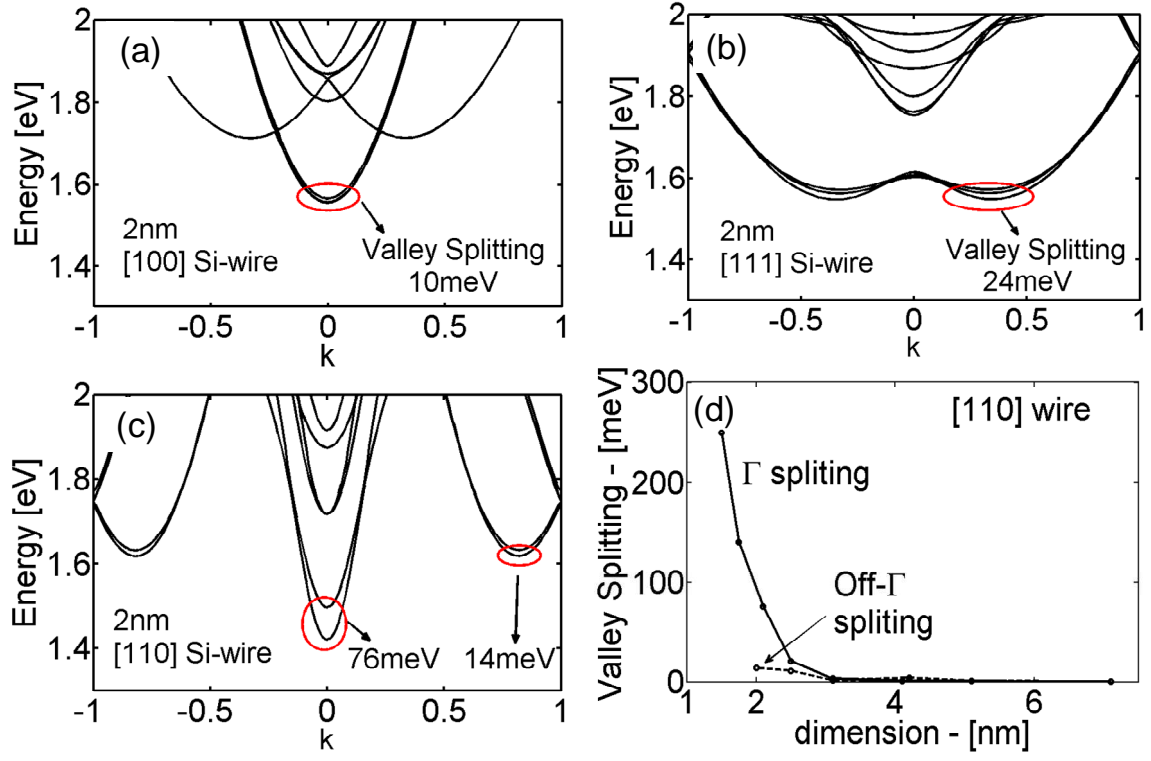 (a)
Energy [eV]
2
1.8
1.6
1.4
2nm
[100] Si-wire
Valley Splitting
10meV
-1 -0.5 0 0.5 1
k
(b)
Energy [eV]
2
1.8
1.6
1.4
2nm
[111] Si-wire
Valley Splitting
24meV
-1 -0.5 0 0.5 1
k
(c)
Energy [eV]
2
1.8
1.6
1.4
2nm
[110] Si-wire
76meV
14meV
-1 -0.5 0 0.5 1
k
(d)
Valley Splitting - [meV]
300
250
200
150
100
50
0
[110] wire
Γ spliting
Off-Γ
spliting
1 2 4 6
dimension - [nm]